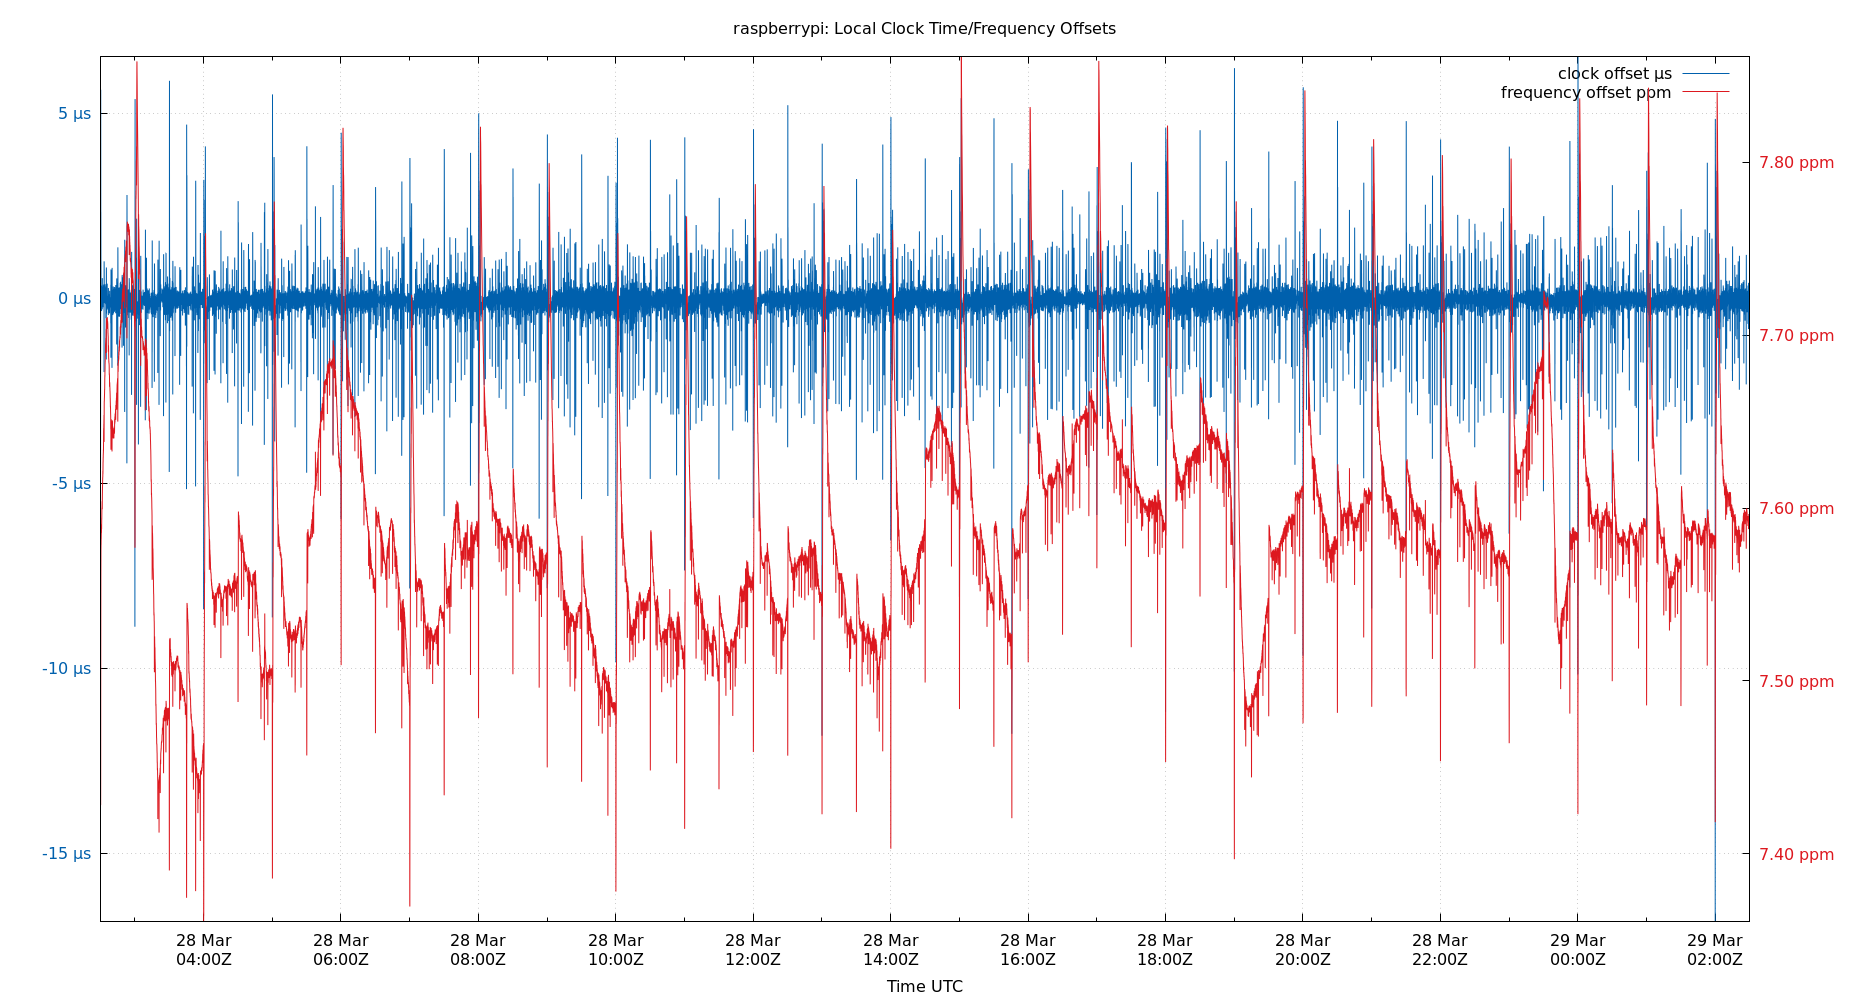 raspberrypi: Local Clock Time/Frequency Offsets
clock offset µs
frequency offset ppm
5 µs
0 µs
-5 µs
-10 µs
-15 µs
7.80 ppm
7.70 ppm
7.60 ppm
7.50 ppm
7.40 ppm
28 Mar 28 Mar 28 Mar 28 Mar 28 Mar 28 Mar 28 Mar 28 Mar 28 Mar 28 Mar 29 Mar 29 Mar
04:00Z 06:00Z 08:00Z 10:00Z 12:00Z 14:00Z 16:00Z 18:00Z 20:00Z 22:00Z 00:00Z 02:00Z
Time UTC